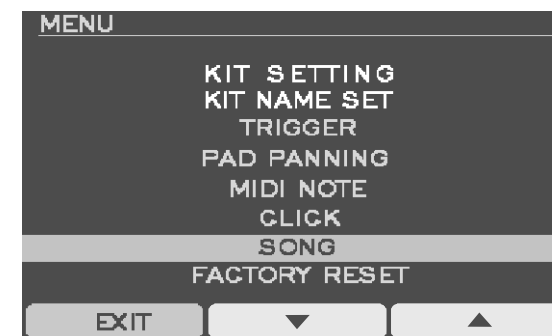 MENU
KIT SETTING
KIT NAME SET
TRIGGER
PAD PANNING
MIDI NOTE
CLICK
SONG
FACTORY RESET
EXIT